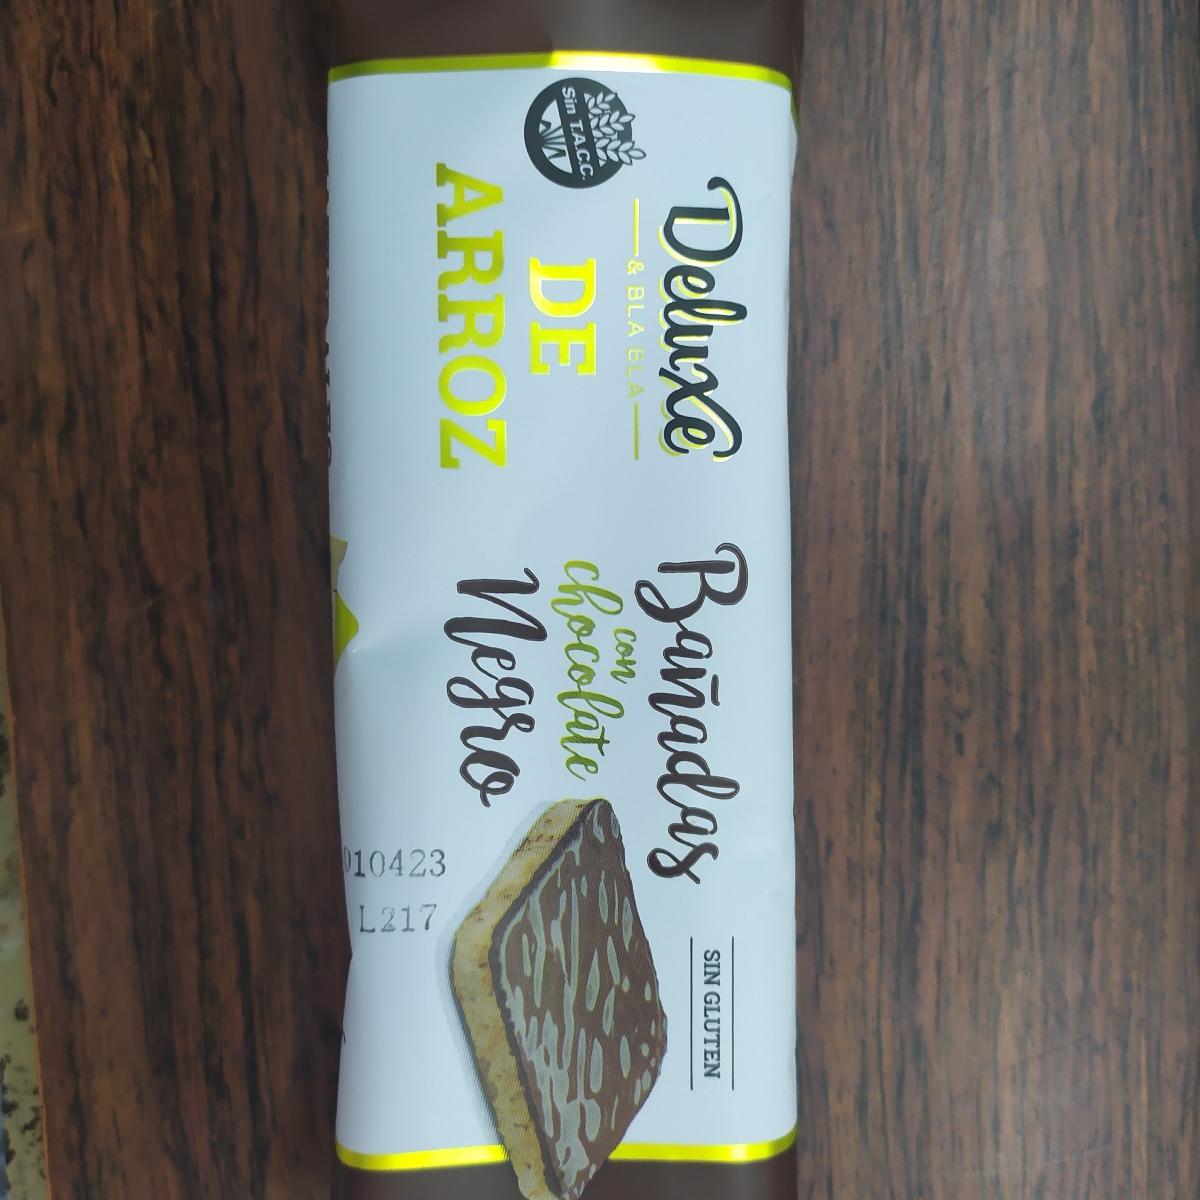 Sin T.A.C.C.
Deluxe
& BLA BLA
DE
ARROZ
Bañadas
con
chocolate
Negro
SIN GLUTEN
010423
L217